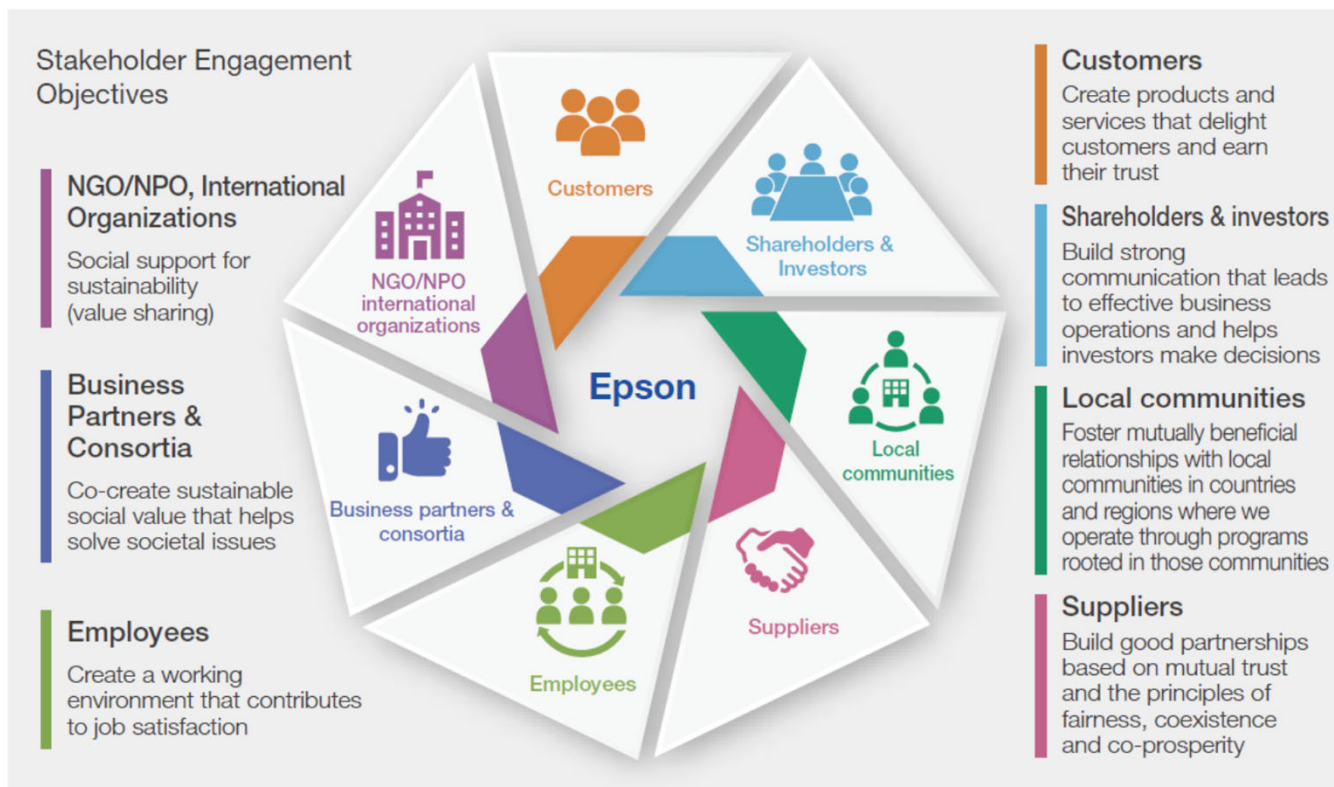 Stakeholder Engagement
Objectives
NGO/NPO, International
Organizations
Social support for
sustainability
(value sharing)
Business
Partners &
Consortia
Co-create sustainable
social value that helps
solve societal issues
Employees
Create a working
environment that contributes
to job satisfaction
Customers
Shareholders &
Investors
NGO/NPO
international
organizations
Epson
Local
communities
Business partners &
consortia
Suppliers
Employees
Customers
Create products and
services that delight
customers and earn
their trust
Shareholders & investors
Build strong
communication that leads
to effective business
operations and helps
investors make decisions
Local communities
Foster mutually beneficial
relationships with local
communities in countries
and regions where we
operate through programs
rooted in those communities
Suppliers
Build good partnerships
based on mutual trust
and the principles of
fairness, coexistence
and co-prosperity